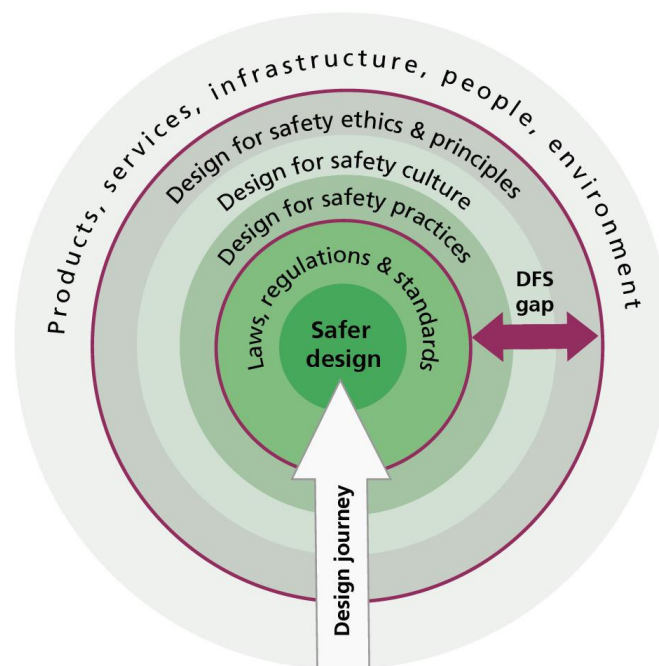 Products, services, infrastructure, people, environment
Design for safety ethics & principles
Design for safety culture
Design for safety practices
Laws, regulations & standards
Safer
design
DFS
gap
Design journey